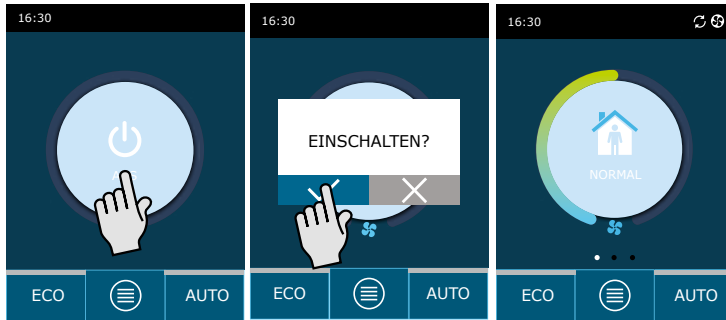 16:30
ECO
AUTO
16:30
EINSCHALTEN?
ECO
AUTO
16:30
NORMAL
ECO
AUTO